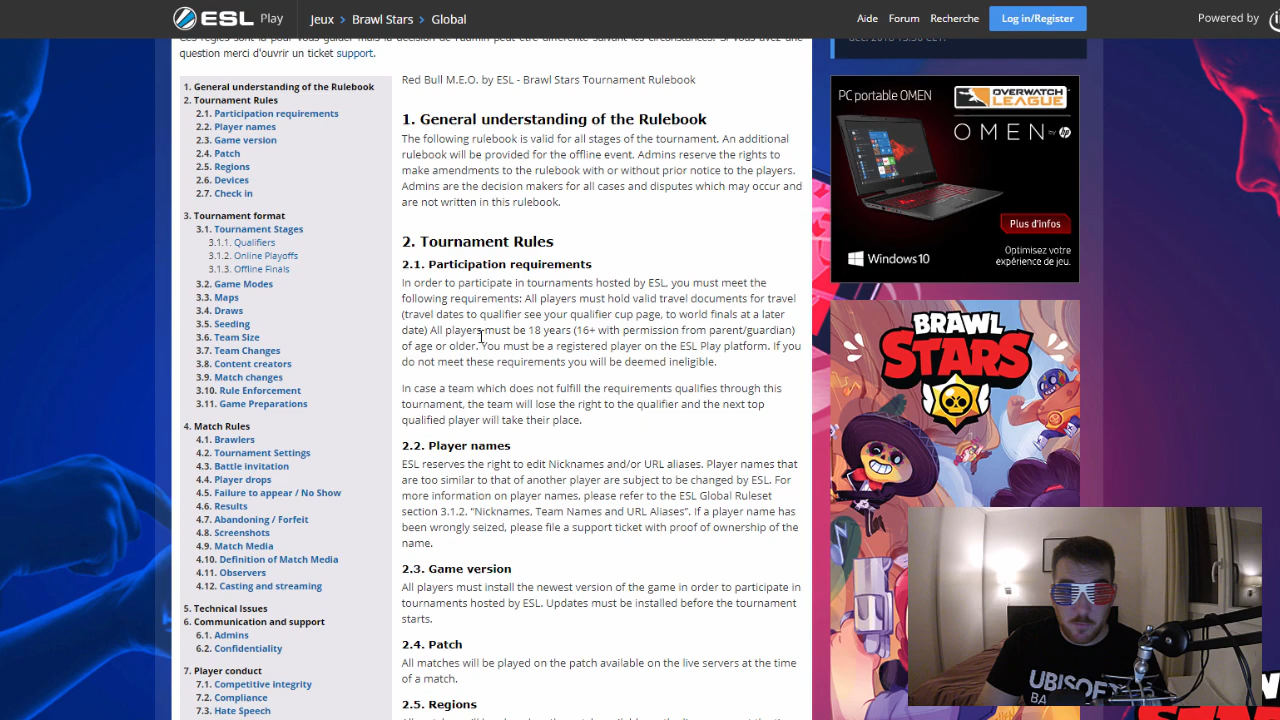 ESL Play
Jeux > Brawl Stars > Global
Aide Forum Recherche Log in/Register
Powered by
Ces règles sont là pour vous guider mais la décision de l'admin peut être différente suivant les circonstances. Si vous avez une
question merci d'ouvrir un ticket support.
1. General understanding of the Rulebook
2. Tournament Rules
2.1. Participation requirements
2.2. Player names
2.3. Game version
2.4. Patch
2.5. Regions
2.6. Devices
2.7. Check in
3. Tournament format
3.1. Tournament Stages
3.1.1. Qualifiers
3.1.2. Online Playoffs
3.1.3. Offline Finals
3.2. Game Modes
3.3. Maps
3.4. Draws
3.5. Seeding
3.6. Team Size
3.7. Team Changes
3.8. Content creators
3.9. Match changes
3.10. Rule Enforcement
3.11. Game Preparations
4. Match Rules
4.1. Brawlers
4.2. Tournament Settings
4.3. Battle invitation
4.4. Player drops
4.5. Failure to appear / No Show
4.6. Results
4.7. Abandoning / Forfeit
4.8. Screenshots
4.9. Match Media
4.10. Definition of Match Media
4.11. Observers
4.12. Casting and streaming
5. Technical Issues
6. Communication and support
6.1. Admins
6.2. Confidentiality
7. Player conduct
7.1. Competitive integrity
7.2. Compliance
7.3. Hate Speech
Red Bull M.E.O. by ESL - Brawl Stars Tournament Rulebook
1. General understanding of the Rulebook
The following rulebook is valid for all stages of the tournament. An additional
rulebook will be provided for the offline event. Admins reserve the rights to
make amendments to the rulebook with or without prior notice to the players.
Admins are the decision makers for all cases and disputes which may occur and
are not written in this rulebook.
2. Tournament Rules
2.1. Participation requirements
In order to participate in tournaments hosted by ESL, you must meet the
following requirements: All players must hold valid travel documents for travel
(travel dates to qualifier see your qualifier cup page, to world finals at a later
date) All players must be 18 years (16+ with permission from parent/guardian)
of age or older. You must be a registered player on the ESL Play platform. If you
do not meet these requirements you will be deemed ineligible.
In case a team which does not fulfill the requirements qualifies through this
tournament, the team will lose the right to the qualifier and the next top
qualified player will take their place.
2.2. Player names
ESL reserves the right to edit Nicknames and/or URL aliases. Player names that
are too similar to that of another player are subject to be changed by ESL. For
more information on player names, please refer to the ESL Global Ruleset
section 3.1.2. "Nicknames, Team Names and URL Aliases". If a player name has
been wrongly seized, please file a support ticket with proof of ownership of the
name.
2.3. Game version
All players must install the newest version of the game in order to participate in
tournaments hosted by ESL. Updates must be installed before the tournament
starts.
2.4. Patch
All matches will be played on the patch available on the live servers at the time
of a match.
2.5. Regions
PC portable OMEN
OVERWATCH
LEAGUE
OMEN by hp
Plus d'infos
Windows10
Optimisez votre
expérience de jeu.
BRAWL
STARS
UBISOFT
BA